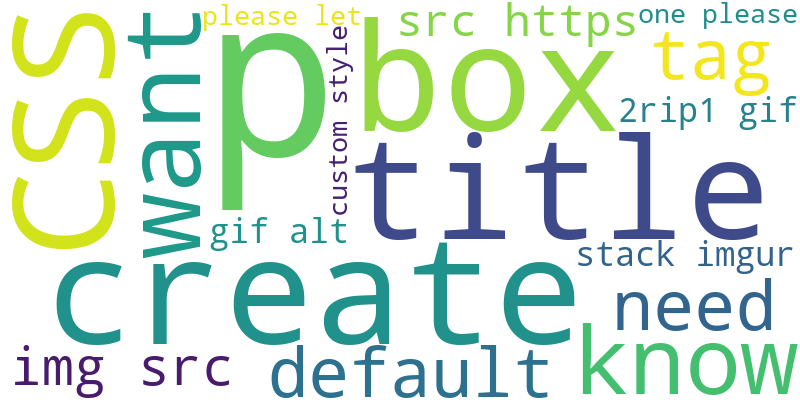 please let
src https
one please
css
want
p
custom style
box
tag
2rip1 gif
title
gif alt
stack imgur
create
need
know
img src
default